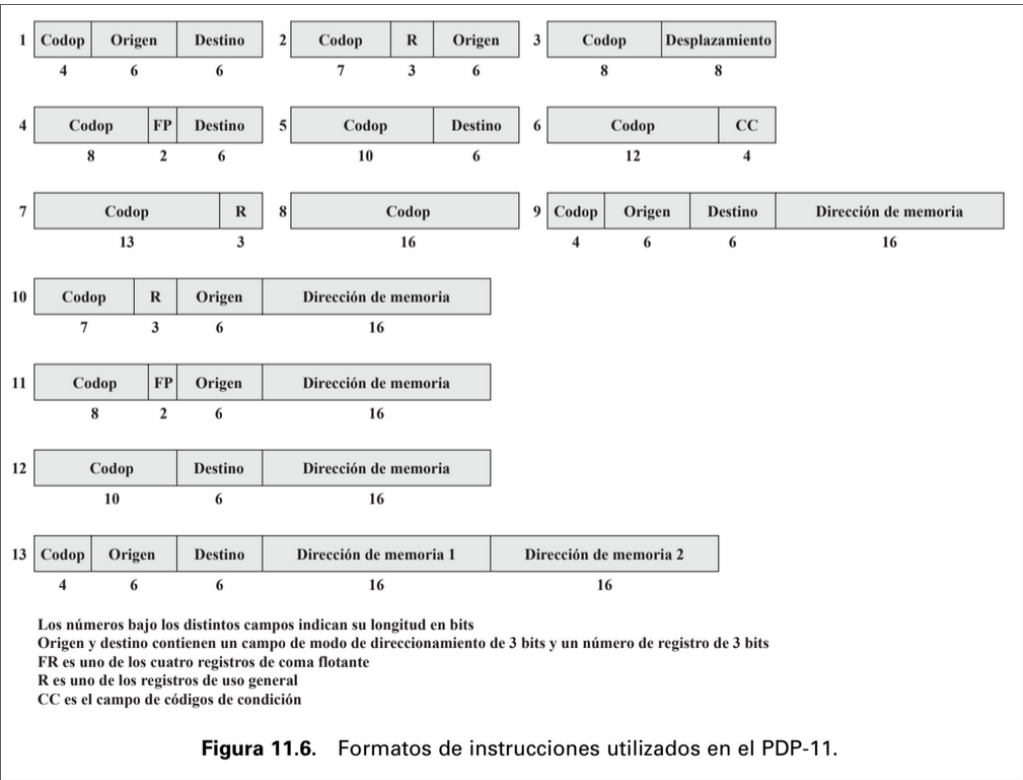 1 Codop Origen Destino 2 Codop R Origen 3 Codop Desplazamiento
4 6 6 7 3 6 8 8
4 Codop FP Destino 5 Codop Destino 6 Codop CC
8 2 6 10 6 12 4
7 Codop R 8 Codop 9 Codop Origen Destino Dirección de memoria
13 3 16 4 6 6 16
10 Codop R Origen Dirección de memoria
7 3 6 16
11 Codop FP Origen Dirección de memoria
8 2 6 16
12 Codop Destino Dirección de memoria
10 6 16
13 Codop Origen Destino Dirección de memoria 1 Dirección de memoria 2
4 6 6 16 16
Los números bajo los distintos campos indican su longitud en bits
Origen y destino contienen un campo de modo de direccionamiento de 3 bits y un número de registro de 3 bits
FR es uno de los cuatro registros de coma flotante
R es uno de los registros de uso general
CC es el campo de códigos de condición
Figura 11.6. Formatos de instrucciones utilizados en el PDP-11.